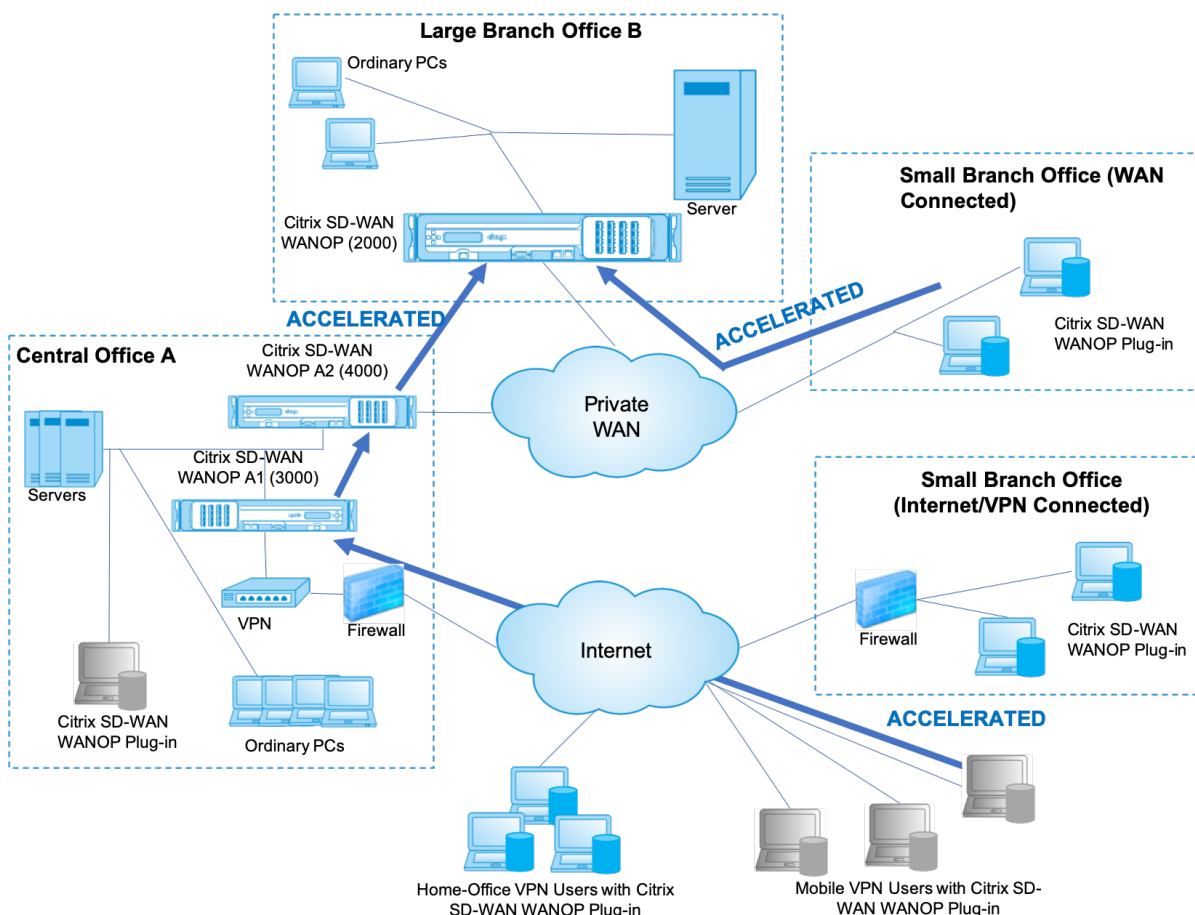 Large Branch Office B
Ordinary PCs
Server
Citrix SD-WAN
WANOP (2000)
Small Branch Office (WAN
Connected)
Citrix SD-WAN
WANOP Plug-in
ACCELERATED
ACCELERATED
Central Office A
Citrix SD-WAN
WANOP A2 (4000)
Private
WAN
Servers
Citrix SD-WAN
WANOP A1 (3000)
VPN
Firewall
Citrix SD-WAN
WANOP Plug-in
Ordinary PCs
Internet
Small Branch Office
(Internet/VPN Connected)
Firewall
Citrix SD-WAN
WANOP Plug-in
ACCELERATED
Home-Office VPN Users with Citrix
SD-WAN WANOP Plug-in
Mobile VPN Users with Citrix SD-
WAN WANOP Plug-in